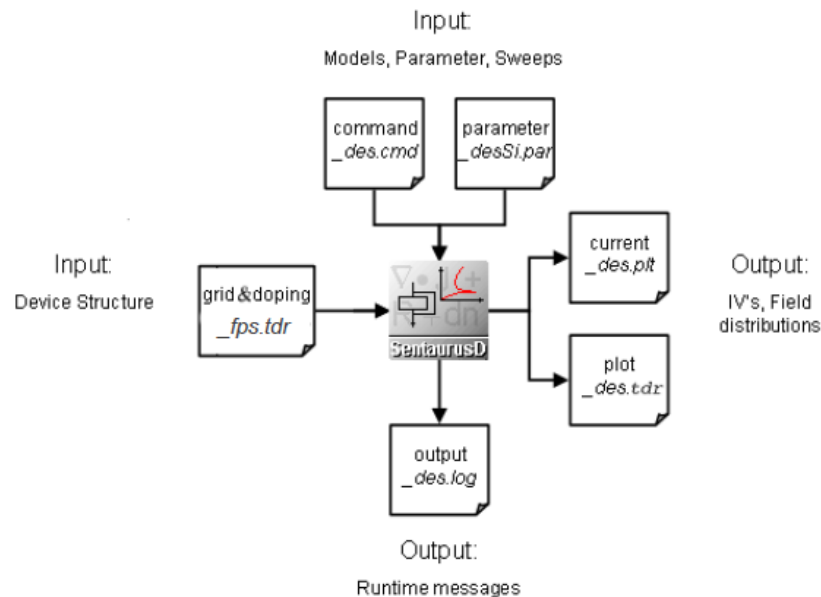 Input:
Models, Parameter, Sweeps
command
_des.cmd
parameter
_desSi.par
Input:
Device Structure
grid&doping
_fps.tdr
SentaurusD
current
_des.plt
Output:
IV's, Field
distributions
plot
_des.tdr
output
_des.log
Output:
Runtime messages